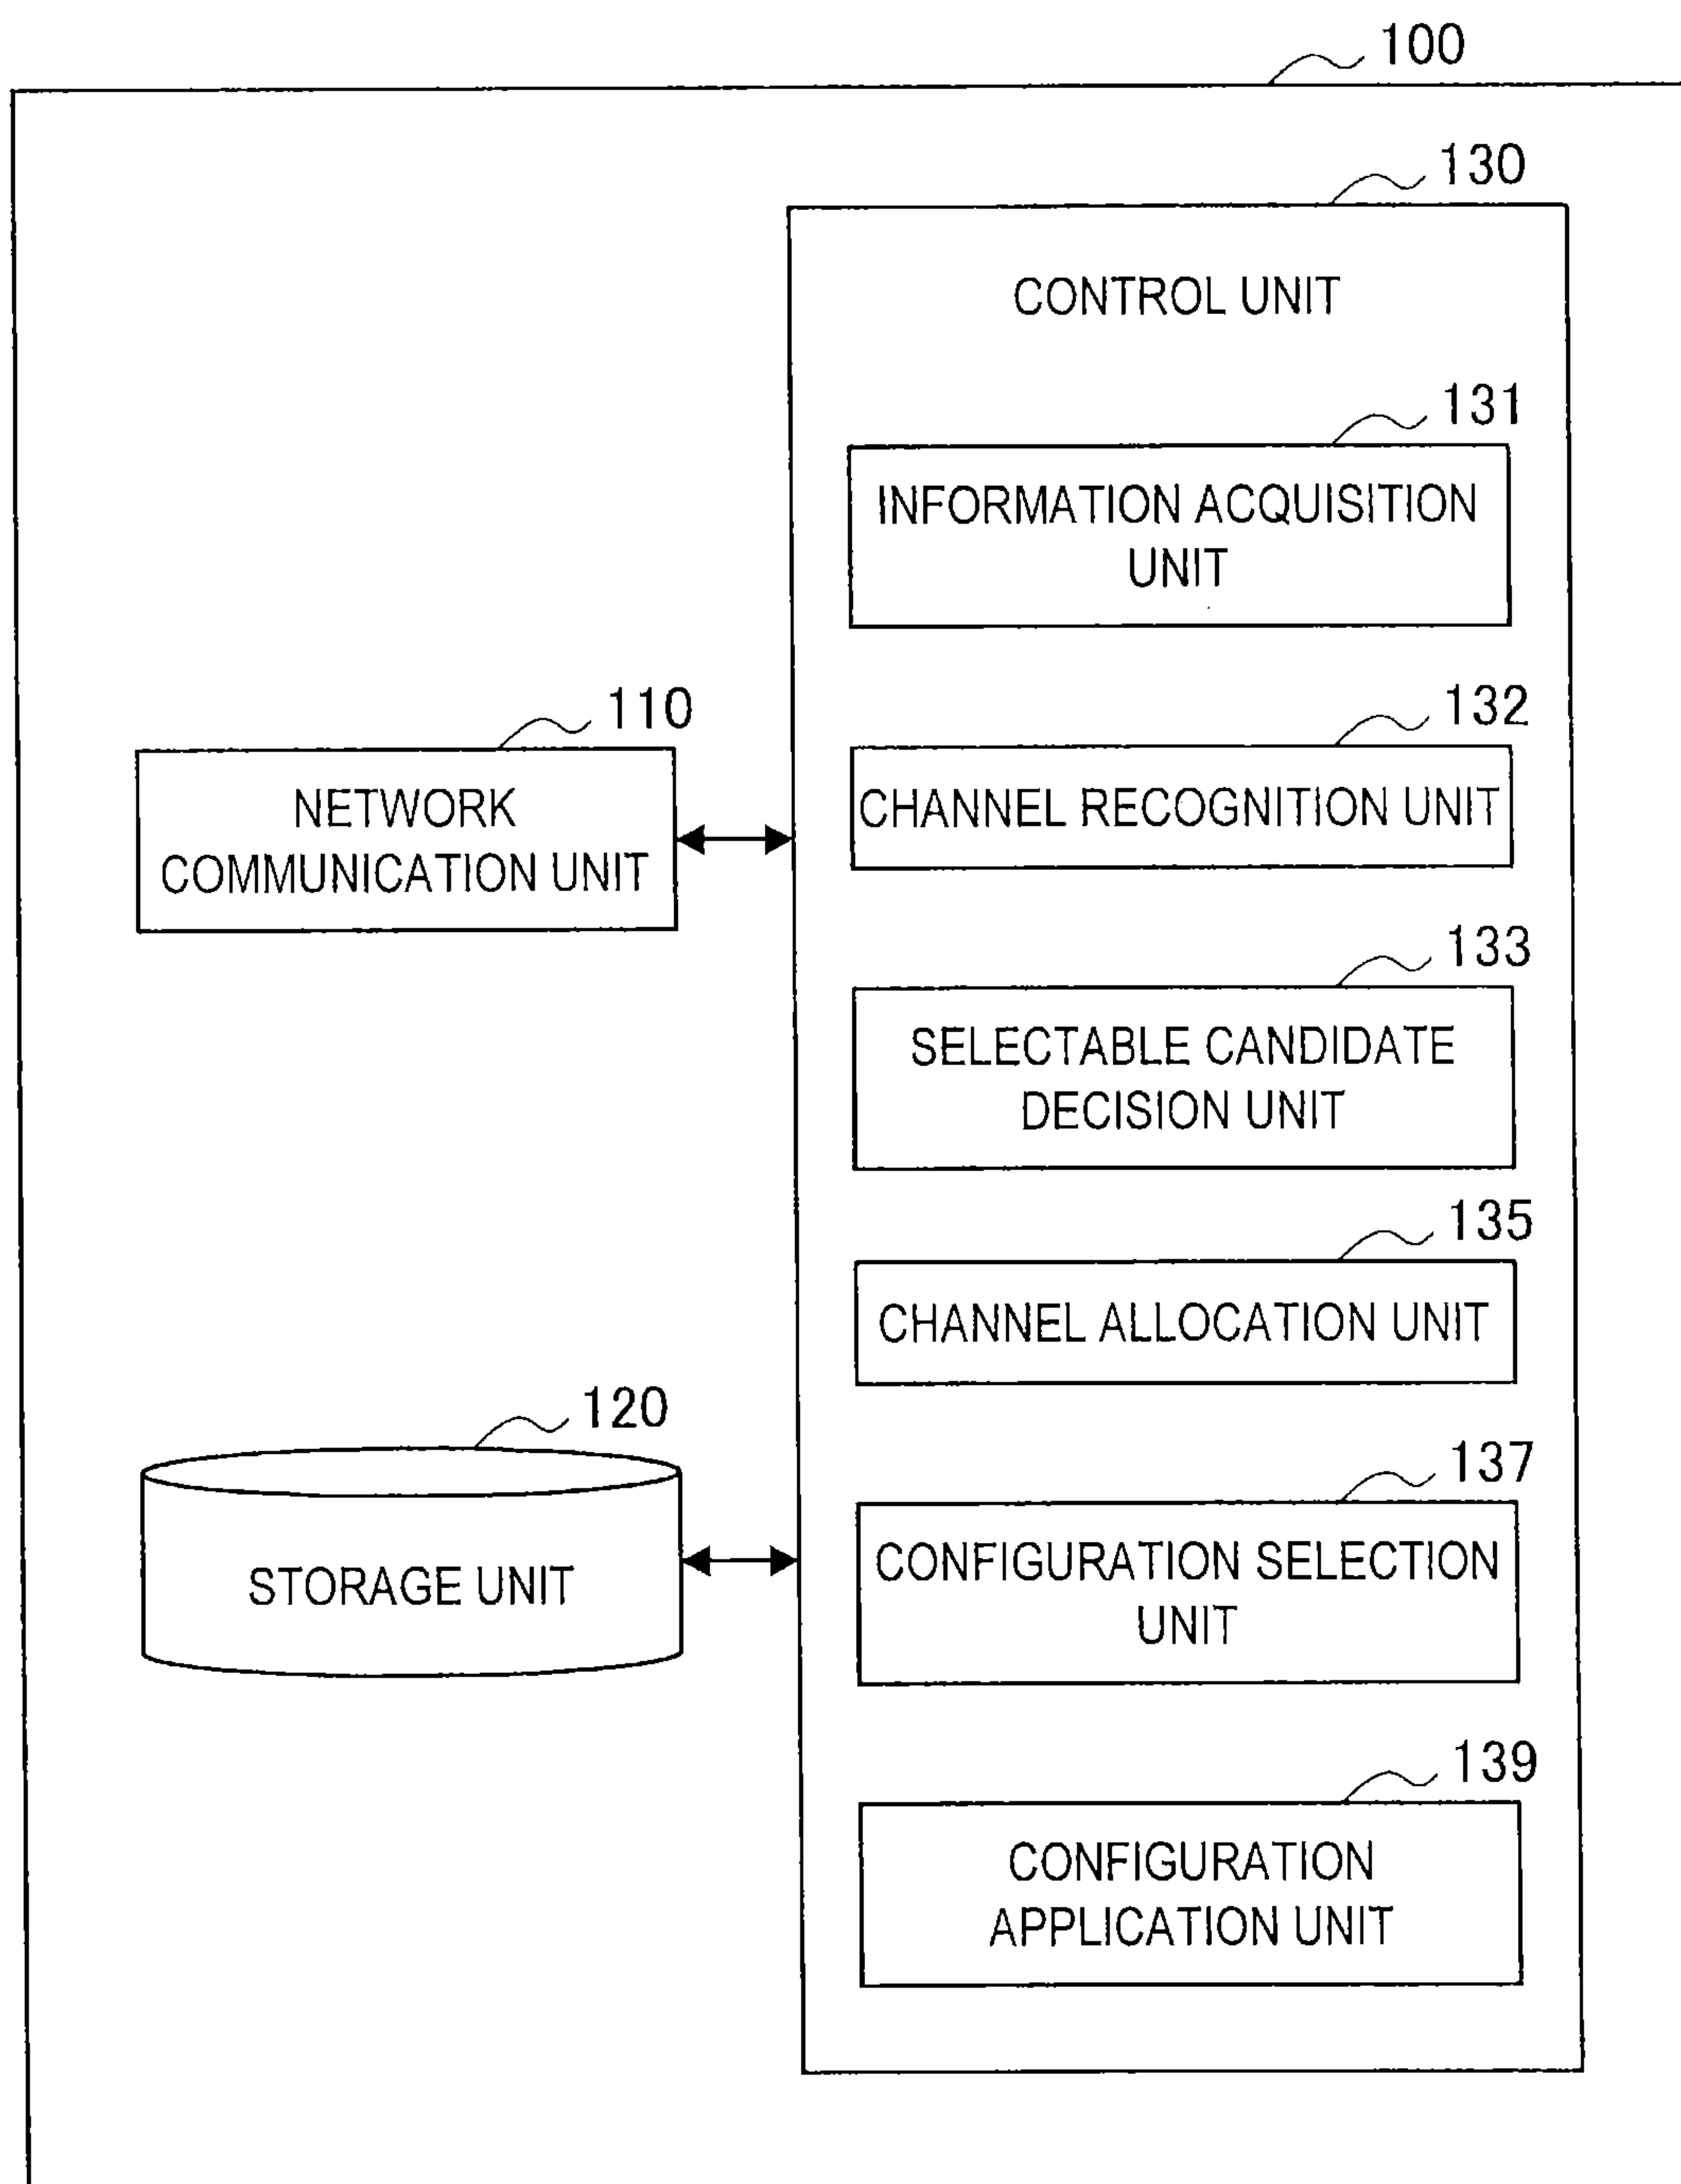 100
130
CONTROL UNIT
131
INFORMATION ACQUISITION
UNIT
110
NETWORK
COMMUNICATION UNIT
132
CHANNEL RECOGNITION UNIT
133
SELECTABLE CANDIDATE
DECISION UNIT
135
CHANNEL ALLOCATION UNIT
120
STORAGE UNIT
137
CONFIGURATION SELECTION
UNIT
139
CONFIGURATION
APPLICATION UNIT